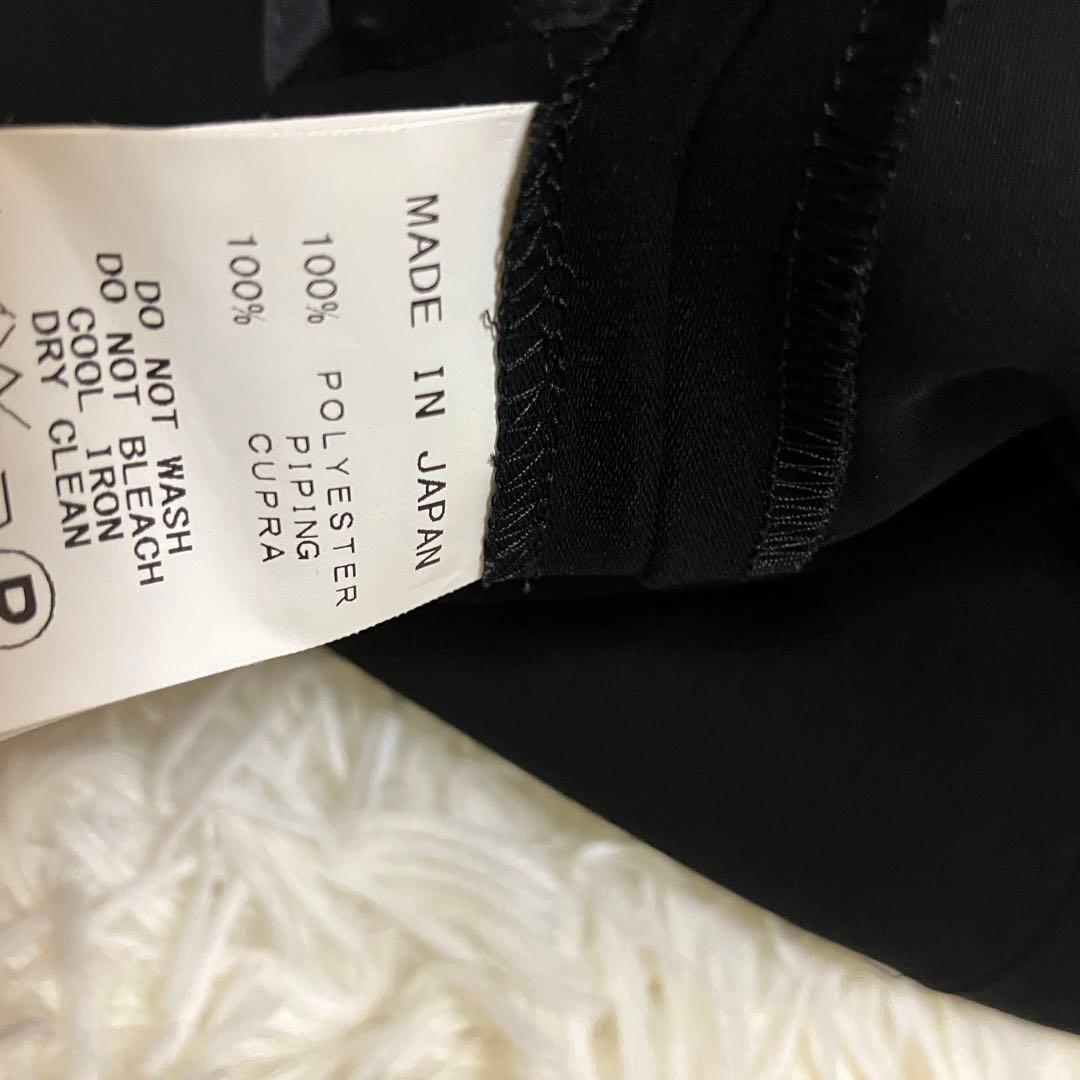 MADE IN JAPAN
100% POLYESTER
PIPING
100% CUPRA
DO NOT WASH
DO NOT BLEACH
COOL IRON
DRY CLEAN
P